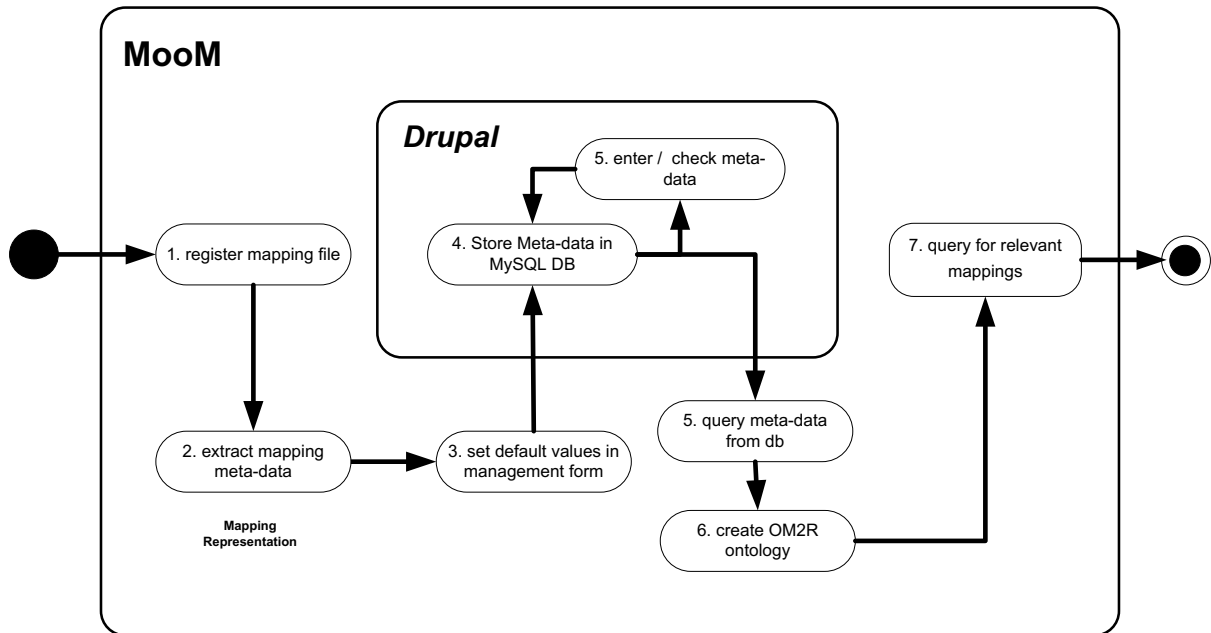 MooM
Drupal
5. enter /  check meta-
data
1. register mapping file
4. Store Meta-data in
MySQL DB
7. query for relevant
mappings
2. extract mapping
meta-data
3. set default values in
management form
5. query meta-data
from db
Mapping
Representation
6. create OM2R
ontology